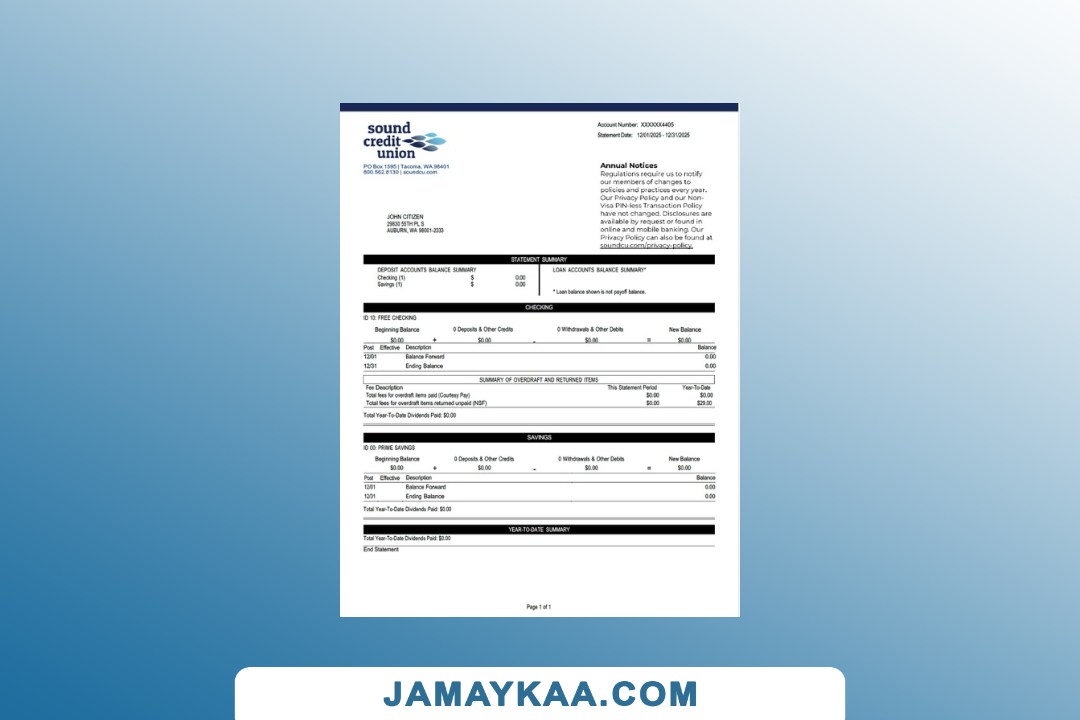 sound
credit
union
PO Box 1595 | Tacoma, WA 98401
800.562.8130 | soundcu.com
Account Number: XXXXXX4405
Statement Date: 12/01/2025 - 12/31/2025
Annual Notices
Regulations require us to notify
our members of changes to
policies and practices every year.
Our Privacy Policy and our Non-
Visa PIN-less Transaction Policy
have not changed. Disclosures are
available by request or found in
online and mobile banking. Our
Privacy Policy can also be found at
soundcu.com/privacy-policy.
JOHN CITIZEN
29830 55TH PL S
AUBURN, WA 98001-2333
STATEMENT SUMMARY
DEPOSIT ACCOUNTS BALANCE SUMMARY
Checking (1) $ 0.00
Savings (1) $ 0.00
LOAN ACCOUNTS BALANCE SUMMARY*
* Loan balance shown is not payoff balance.
CHECKING
ID 10: FREE CHECKING
Beginning Balance 0 Deposits & Other Credits 0 Withdrawals & Other Debits New Balance
$0.00 + $0.00 - $0.00 = $0.00
Post Effective Description Balance
12/01 Balance Forward 0.00
12/31 Ending Balance 0.00
SUMMARY OF OVERDRAFT AND RETURNED ITEMS
Fee Description This Statement Period Year-To-Date
Total fees for overdraft items paid (Courtesy Pay) $0.00 $0.00
Total fees for overdraft items returned unpaid (NSF) $0.00 $29.00
Total Year-To-Date Dividends Paid: $0.00
SAVINGS
ID 00: PRIME SAVINGS
Beginning Balance 0 Deposits & Other Credits 0 Withdrawals & Other Debits New Balance
$0.00 + $0.00 - $0.00 = $0.00
Post Effective Description Balance
12/01 Balance Forward 0.00
12/31 Ending Balance 0.00
Total Year-To-Date Dividends Paid: $0.00
YEAR-TO-DATE SUMMARY
Total Year-To-Date Dividends Paid: $0.00
End Statement
Page 1 of 1
JAMAYKAA.COM